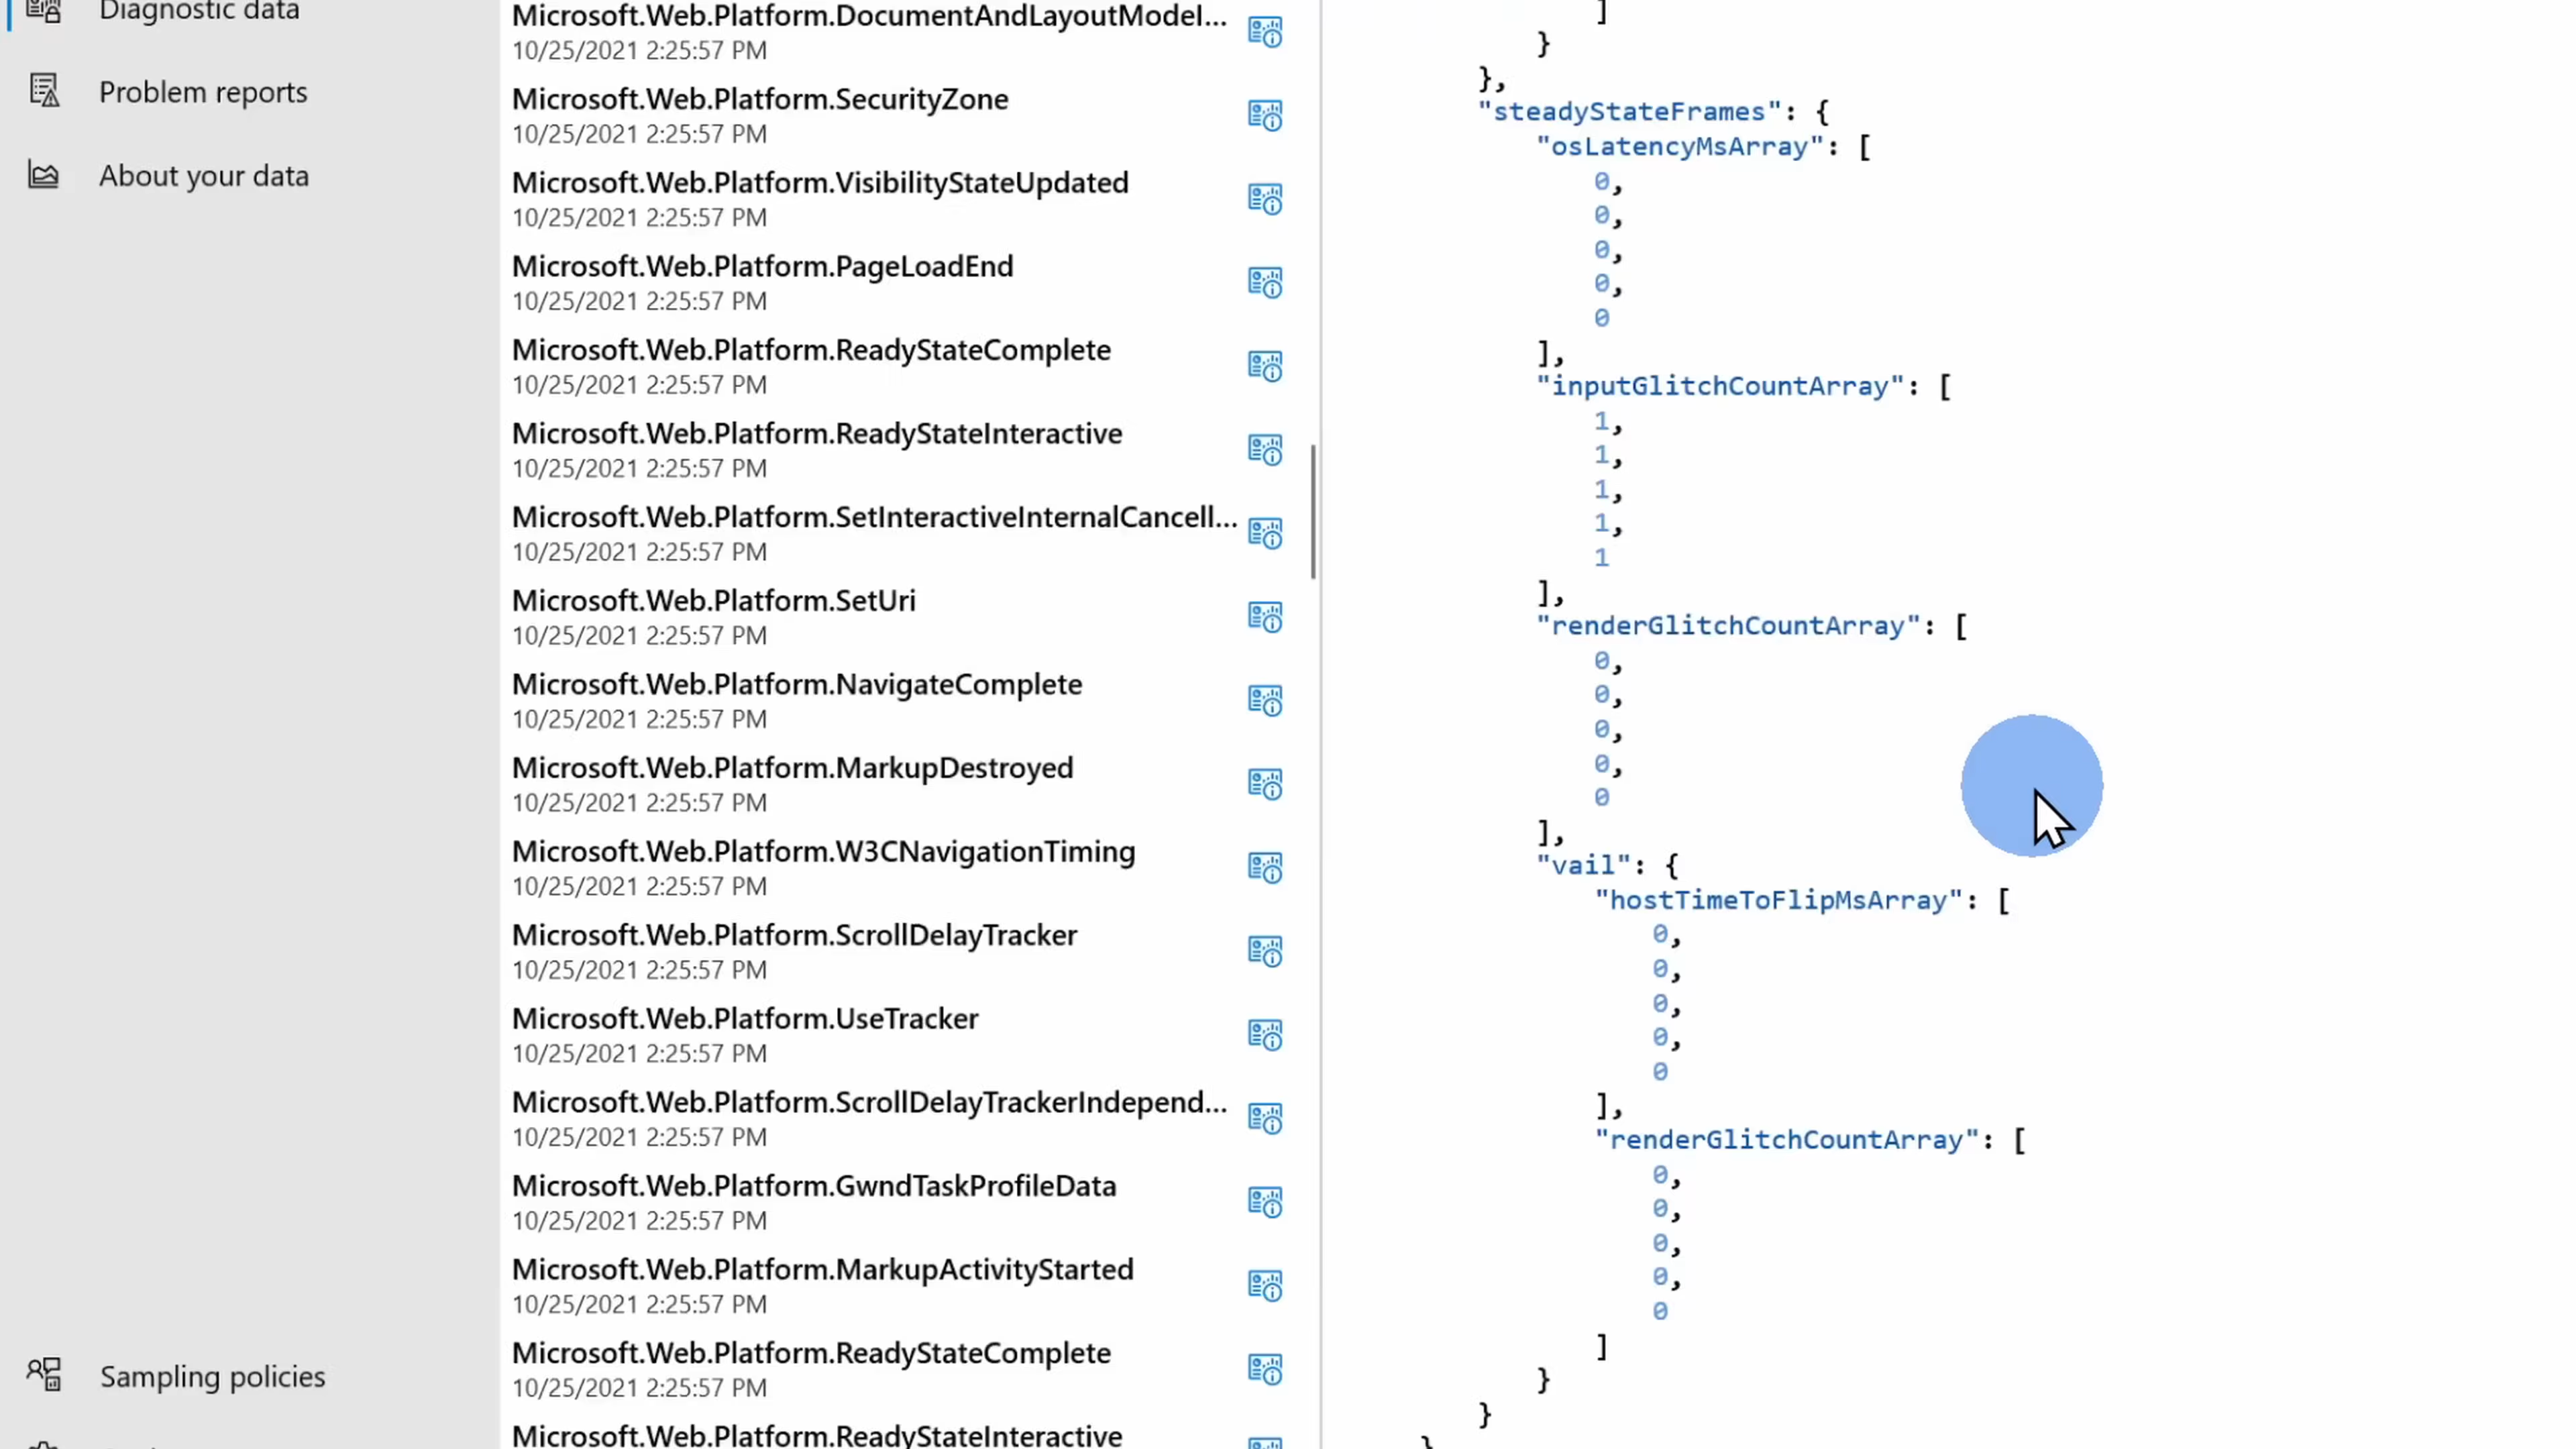 Diagnostic data
Problem reports
About your data
Sampling policies
Microsoft.Web.Platform.DocumentAndLayoutModel...
10/25/2021 2:25:57 PM
Microsoft.Web.Platform.SecurityZone
10/25/2021 2:25:57 PM
Microsoft.Web.Platform.VisibilityStateUpdated
10/25/2021 2:25:57 PM
Microsoft.Web.Platform.PageLoadEnd
10/25/2021 2:25:57 PM
Microsoft.Web.Platform.ReadyStateComplete
10/25/2021 2:25:57 PM
Microsoft.Web.Platform.ReadyStateInteractive
10/25/2021 2:25:57 PM
Microsoft.Web.Platform.SetInteractiveInternalCancell...
10/25/2021 2:25:57 PM
Microsoft.Web.Platform.SetUri
10/25/2021 2:25:57 PM
Microsoft.Web.Platform.NavigateComplete
10/25/2021 2:25:57 PM
Microsoft.Web.Platform.MarkupDestroyed
10/25/2021 2:25:57 PM
Microsoft.Web.Platform.W3CNavigationTiming
10/25/2021 2:25:57 PM
Microsoft.Web.Platform.ScrollDelayTracker
10/25/2021 2:25:57 PM
Microsoft.Web.Platform.UseTracker
10/25/2021 2:25:57 PM
Microsoft.Web.Platform.ScrollDelayTrackerIndepend...
10/25/2021 2:25:57 PM
Microsoft.Web.Platform.GwndTaskProfileData
10/25/2021 2:25:57 PM
Microsoft.Web.Platform.MarkupActivityStarted
10/25/2021 2:25:57 PM
Microsoft.Web.Platform.ReadyStateComplete
10/25/2021 2:25:57 PM
Microsoft.Web.Platform.ReadyStateInteractive
]
}
},
"steadyStateFrames": {
"osLatencyMsArray": [
0,
0,
0,
0,
0
],
"inputGlitchCountArray": [
1,
1,
1,
1,
1
],
"renderGlitchCountArray": [
0,
0,
0,
0,
0
],
"vail": {
"hostTimeToFlipMsArray": [
0,
0,
0,
0,
0
],
"renderGlitchCountArray": [
0,
0,
0,
0,
0
]
}
}
}